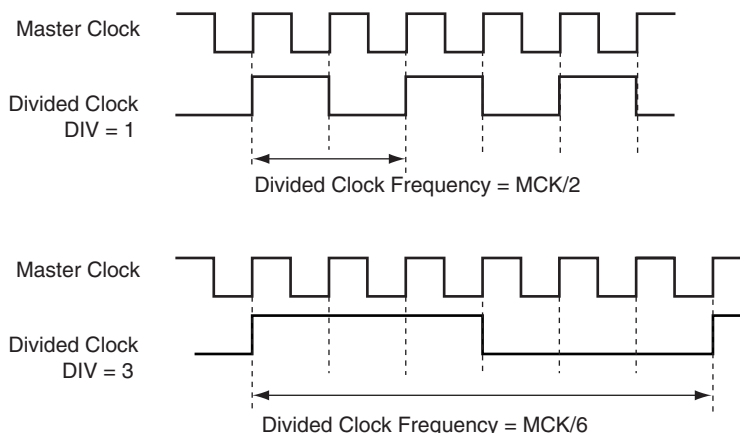 Master Clock
Divided Clock
DIV = 1
Divided Clock Frequency = MCK/2
Master Clock
Divided Clock
DIV = 3
Divided Clock Frequency = MCK/6